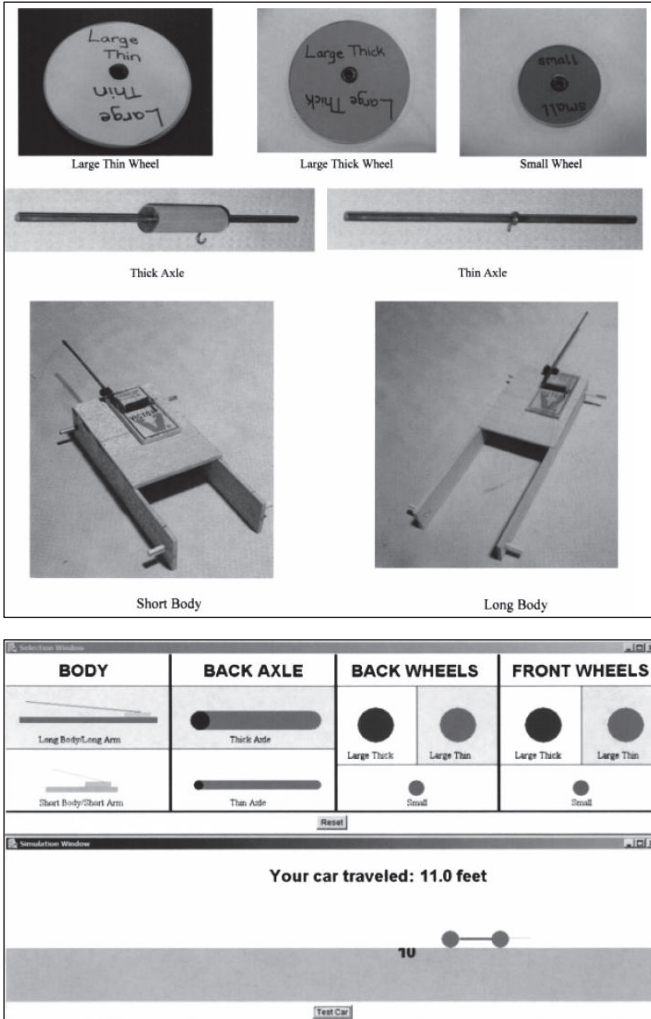 Large
Thin
Large
Thin
Large Thick
Large Thick
small
small
Large Thin Wheel
Large Thick Wheel
Small Wheel
Thick Axle
Thin Axle
VICTOR
Short Body
Long Body
Selection Window
BODY
BACK AXLE
BACK WHEELS
FRONT WHEELS
Long Body/Long Arm
Thick Axle
Large Thick
Large Thin
Large Thick
Large Thin
Short Body/Short Arm
Thin Axle
Small
Small
Reset
Simulation Window
Your car traveled: 11.0 feet
10
Test Car